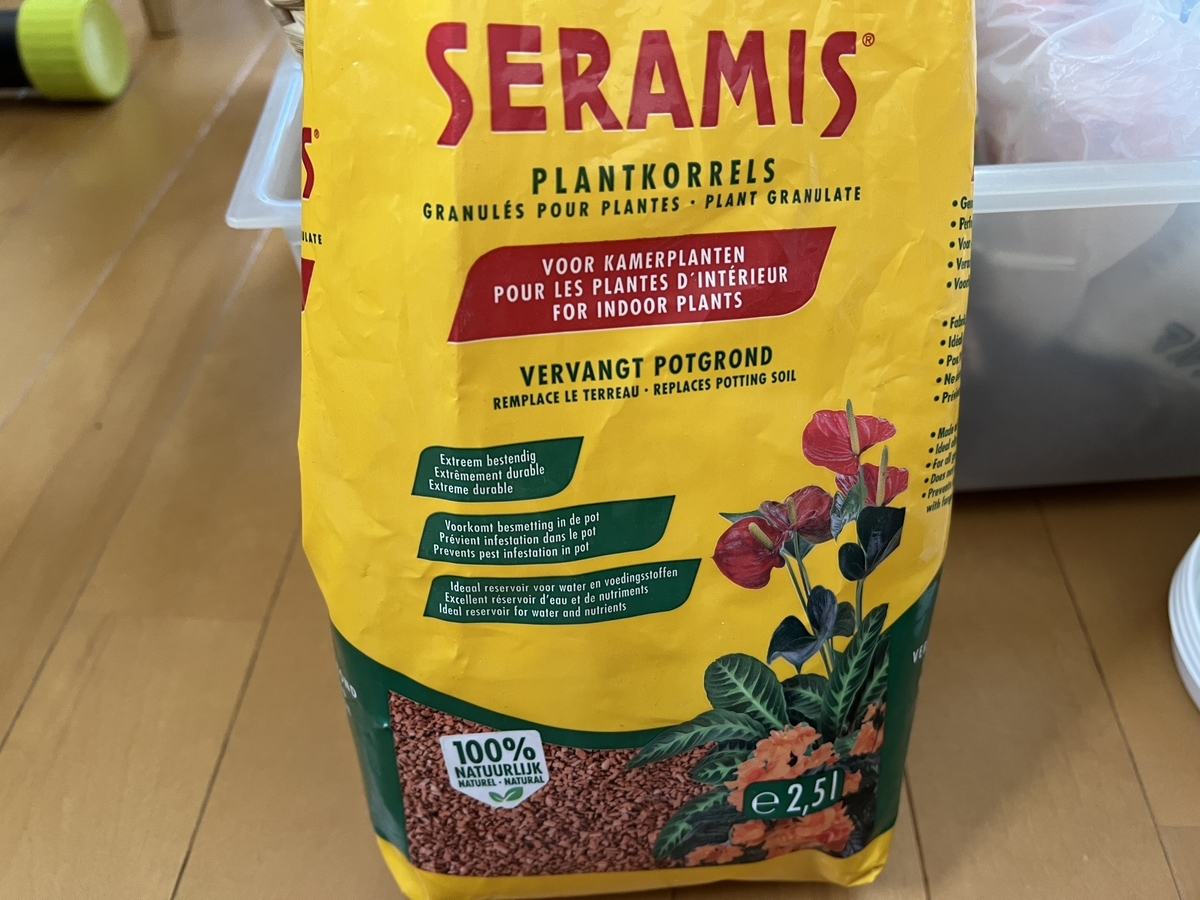 SERAMIS®
PLANTKORRELS
GRANULÉS POUR PLANTES · PLANT GRANULATE
VOOR KAMERPLANTEN
POUR LES PLANTES D´INTÉRIEUR
FOR INDOOR PLANTS
VERVANGT POTGROND
REMPLACE LE TERREAU · REPLACES POTTING SOIL
Extreem bestendig
Extrêmement durable
Extreme durable
Voorkomt besmetting in de pot
Prévient infestation dans le pot
Prevents pest infestation in pot
Ideaal reservoir voor water en voedingsstoffen
Excellent réservoir d'eau et de nutriments
Ideal reservoir for water and nutrients
100%
NATUURLIJK
NATUREL · NATURAL
e 2,5l